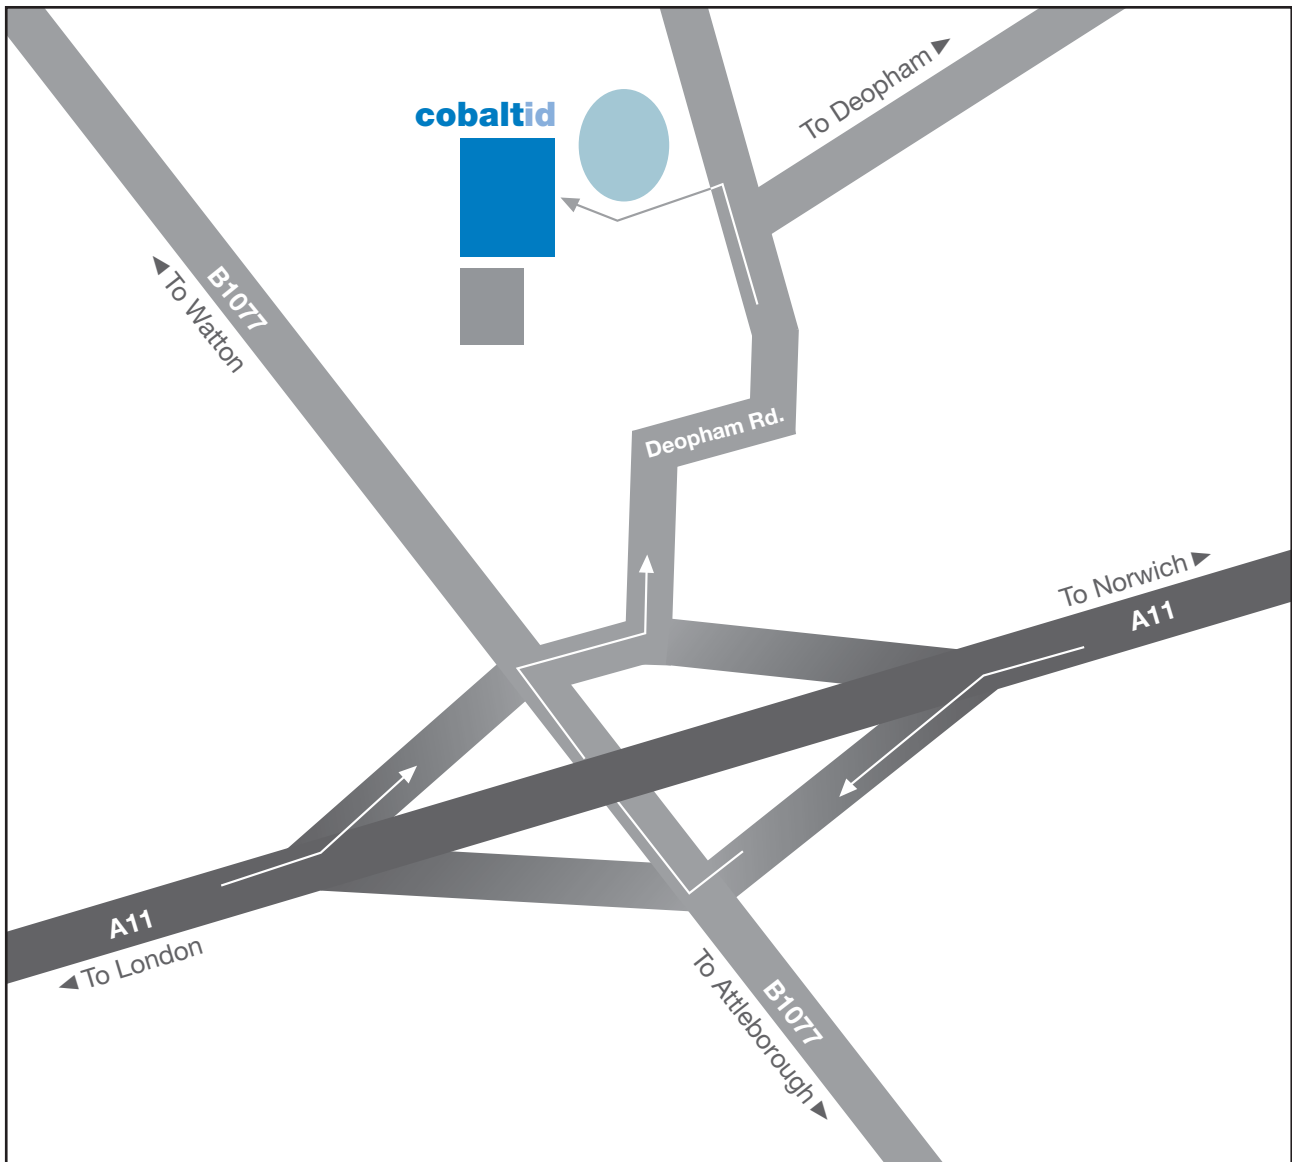 cobaltid
To Deopham
B1077
To Watton
Deopham Rd.
To Norwich
A11
A11
To London
To Attleborough
B1077